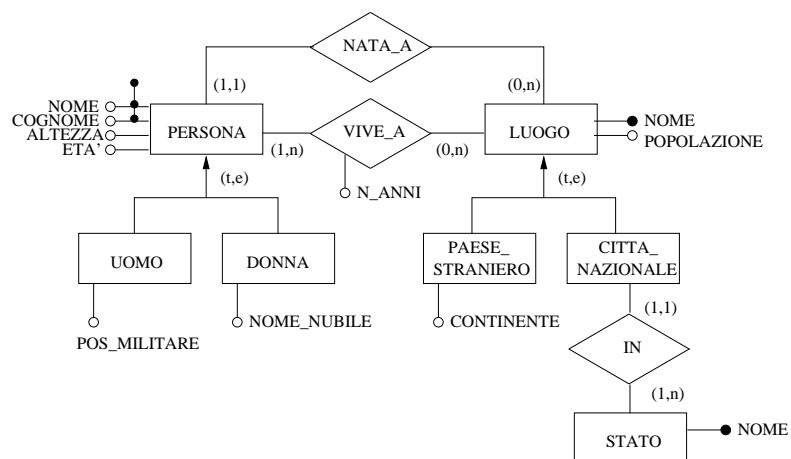 NATA_A
(1,1)
(0,n)
NOME
COGNOME
ALTEZZA
ETA'
PERSONA
(1,n)
VIVE_A
(0,n)
LUOGO
NOME
POPOLAZIONE
(t,e)
N_ANNI
(t,e)
UOMO
DONNA
PAESE_
STRANIERO
CITTA_
NAZIONALE
POS_MILITARE
NOME_NUBILE
CONTINENTE
(1,1)
IN
(1,n)
STATO
NOME